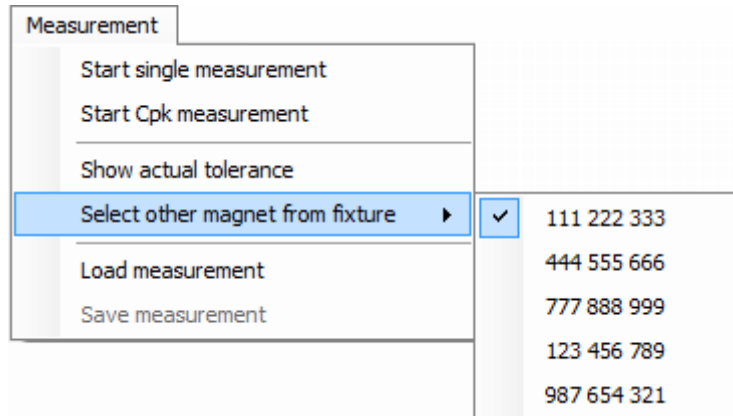 Measurement
Start single measurement
Start Cpk measurement
Show actual tolerance
Select other magnet from fixture
Load measurement
Save measurement
111 222 333
444 555 666
777 888 999
123 456 789
987 654 321